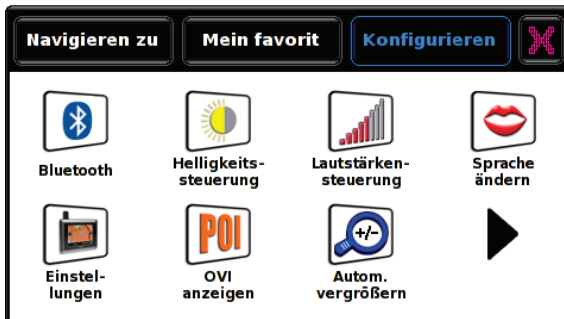 Navigieren zu
Mein favorit
Konfigurieren
Bluetooth
Helligkeits-
steuerung
Lautstärken-
steuerung
Sprache
ändern
+/-
POI
Einstel-
lungen
OVI
anzeigen
Autom.
vergrößern